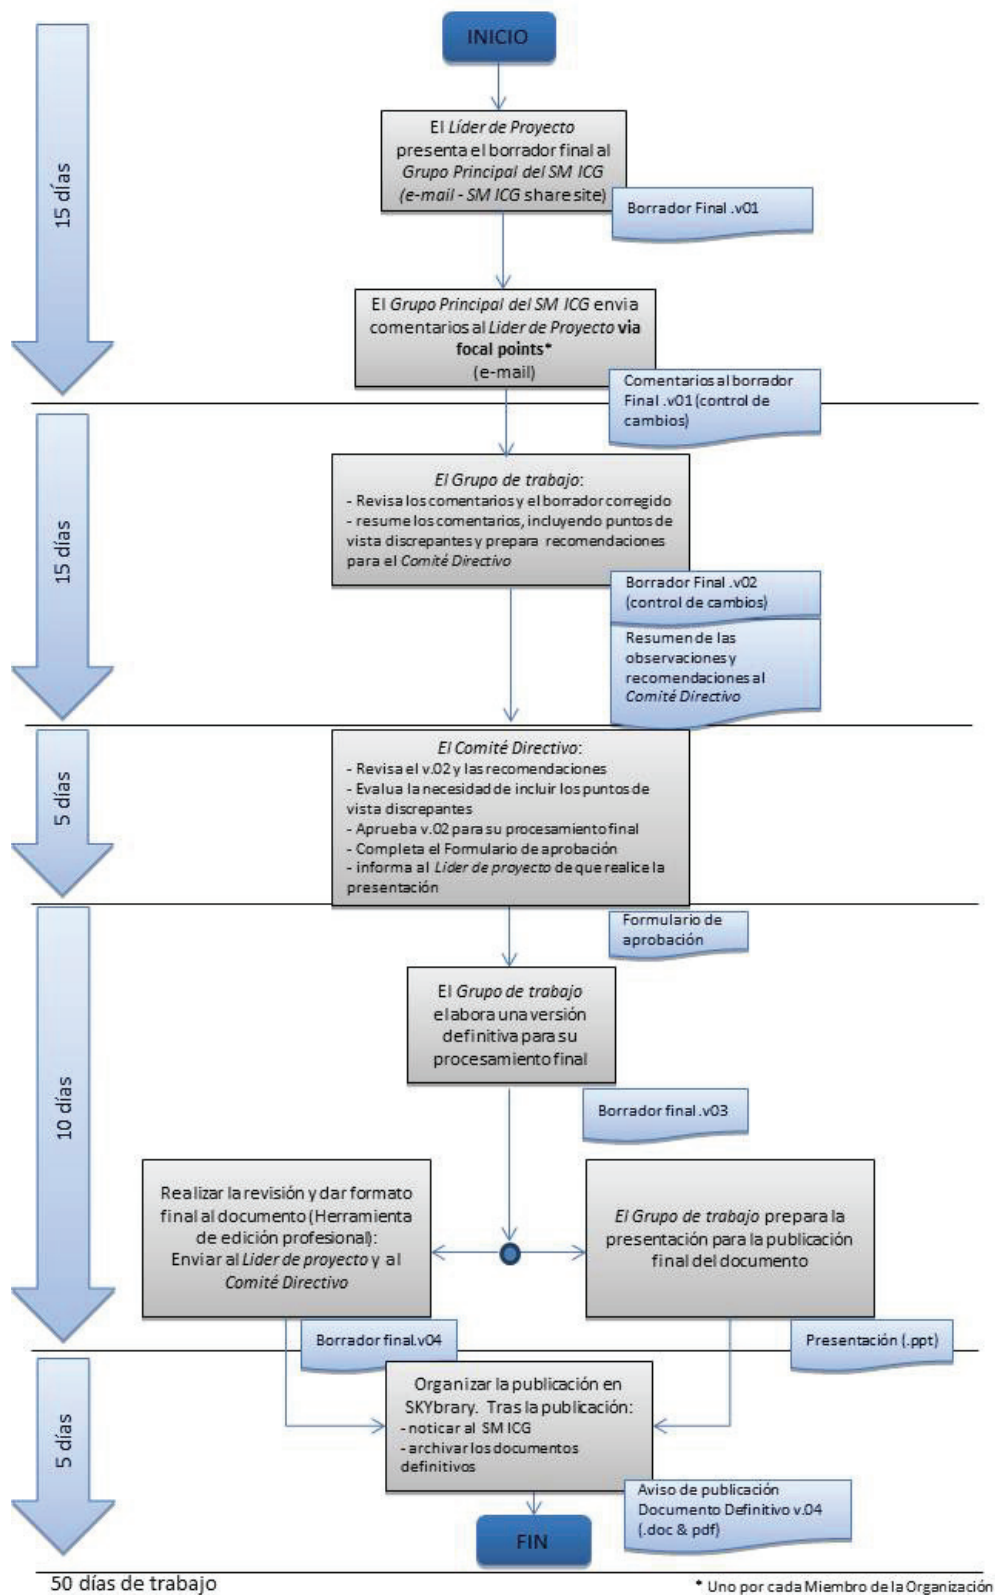 INICIO
15 días
El Líder de Proyecto
presenta el borrador final al
Grupo Principal del SM ICG
(e-mail - SM ICG share site)
Borrador Final .v01
El Grupo Principal del SM ICG envia
comentarios al Lider de Proyecto via
focal points*
(e-mail)
Comentarios al borrador
Final .v01 (control de
cambios)
15 días
El Grupo de trabajo:
- Revisa los comentarios y el borrador corregido
- resume los comentarios, incluyendo puntos de
vista discrepantes y prepara recomendaciones
para el Comité Directivo
Borrador Final .v02
(control de cambios)
Resumen de las
observaciones y
recomendaciones al
Comité Directivo
5 días
El Comité Directivo:
- Revisa el v.02 y las recomendaciones
- Evalua la necesidad de incluir los puntos de
vista discrepantes
- Aprueba v.02 para su procesamiento final
- Completa el Formulario de aprobación
- informa al Lider de proyecto de que realice la
presentación
Formulario de
aprobación
10 días
El Grupo de trabajo
elabora una versión
definitiva para su
procesamiento final
Borrador final .v03
Realizar la revisión y dar formato
final al documento (Herramienta
de edición profesional):
Enviar al Lider de proyecto y al
Comité Directivo
El Grupo de trabajo prepara la
presentación para la publicación
final del documento
Borrador final.v04
Presentación (.ppt)
5 días
Organizar la publicación en
SKYbrary. Tras la publicación:
- noticar al SM ICG
- archivar los documentos
definitivos
Aviso de publicación
Documento Definitivo v.04
(.doc & pdf)
FIN
50 días de trabajo
* Uno por cada Miembro de la Organización